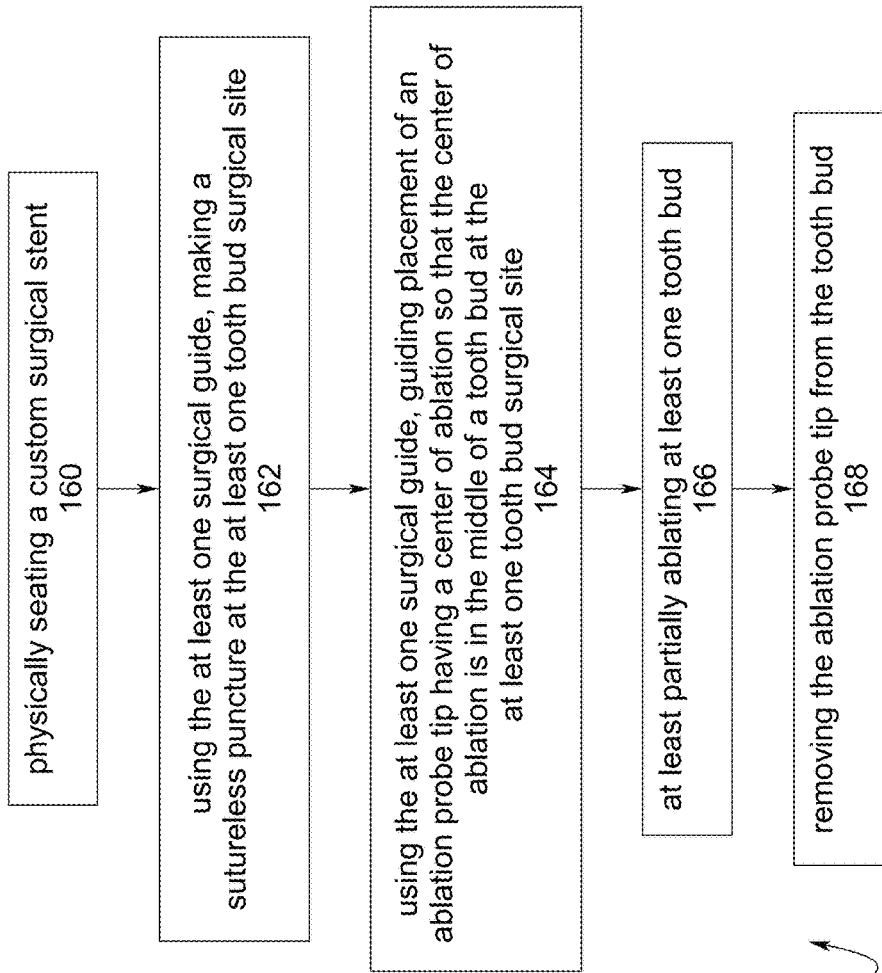 physically seating a custom surgical stent
160
using the at least one surgical guide, making a
sutureless puncture at the at least one tooth bud surgical site
162
using the at least one surgical guide, guiding placement of an
ablation probe tip having a center of ablation so that the center of
ablation is in the middle of a tooth bud at the
at least one tooth bud surgical site
164
at least partially ablating at least one tooth bud
166
removing the ablation probe tip from the tooth bud
168